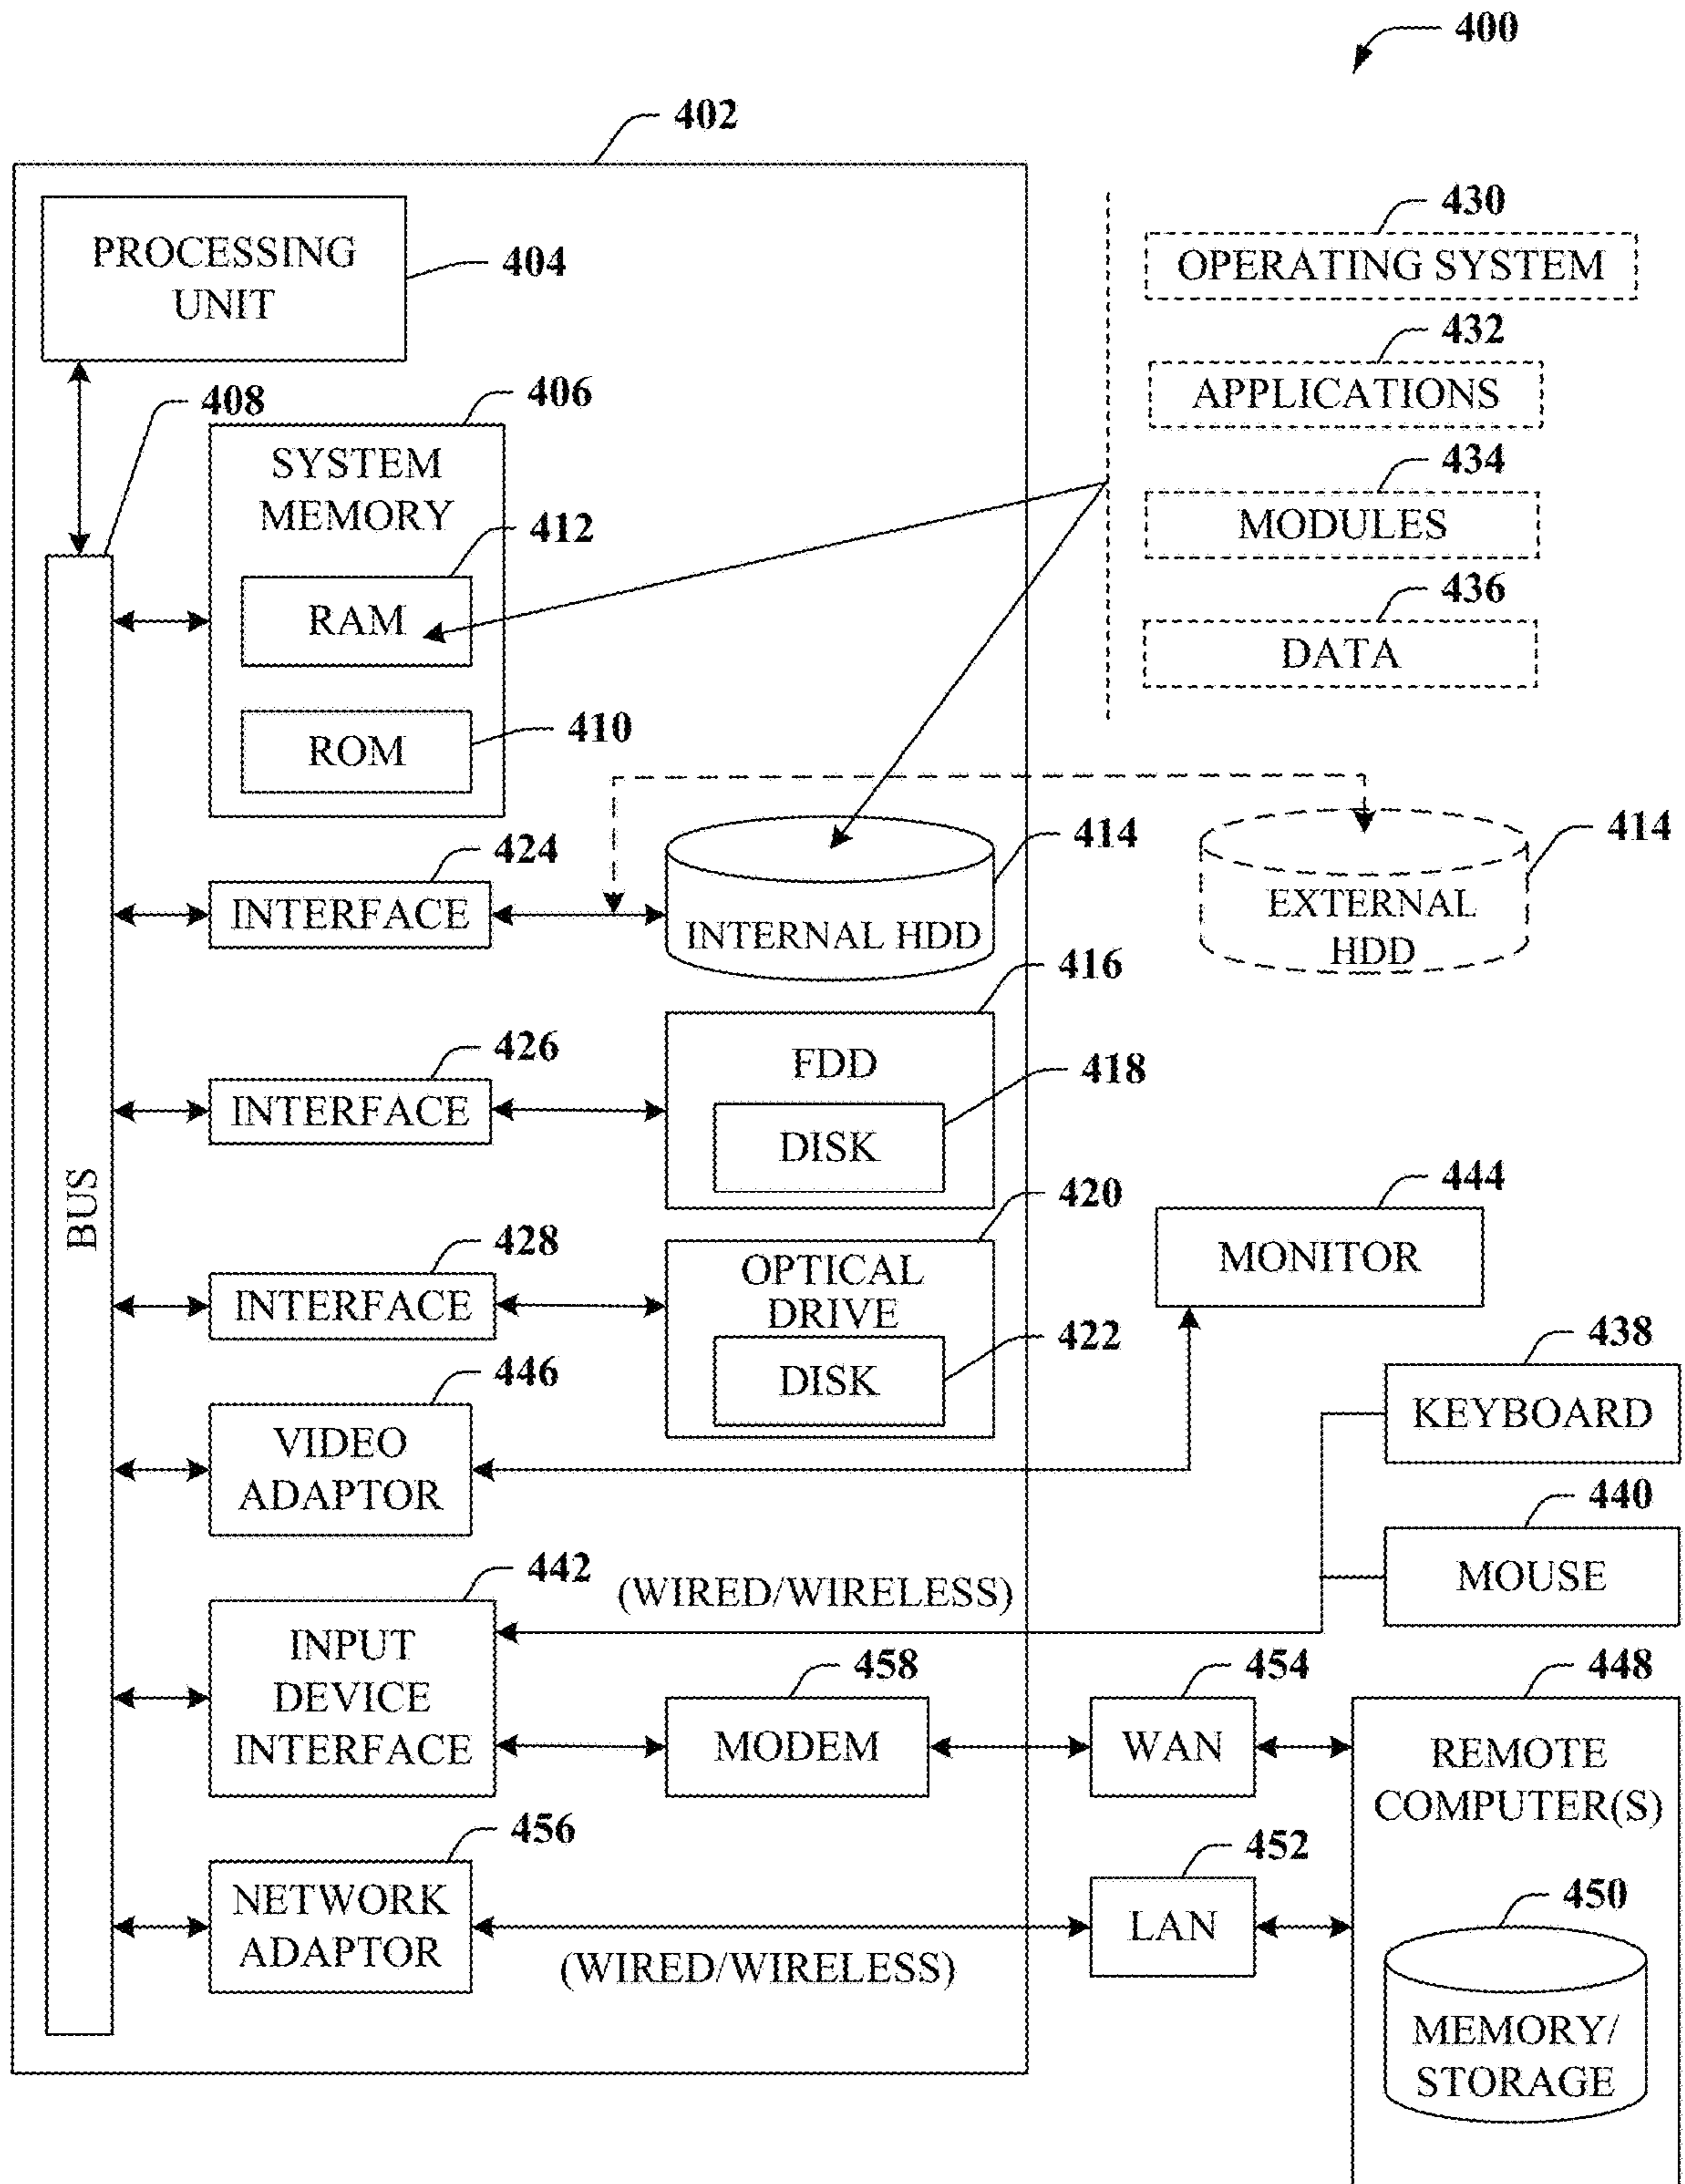 400
402
PROCESSING
UNIT
404
430
OPERATING SYSTEM
432
APPLICATIONS
434
MODULES
436
DATA
408
406
SYSTEM
MEMORY
412
RAM
410
ROM
BUS
424
INTERFACE
414
INTERNAL HDD
414
EXTERNAL
HDD
426
INTERFACE
416
FDD
418
DISK
428
INTERFACE
420
OPTICAL
DRIVE
422
DISK
444
MONITOR
446
VIDEO
ADAPTOR
438
KEYBOARD
440
MOUSE
442
INPUT
DEVICE
INTERFACE
(WIRED/WIRELESS)
458
MODEM
454
WAN
448
REMOTE
COMPUTER(S)
456
NETWORK
ADAPTOR
(WIRED/WIRELESS)
452
LAN
450
MEMORY/
STORAGE